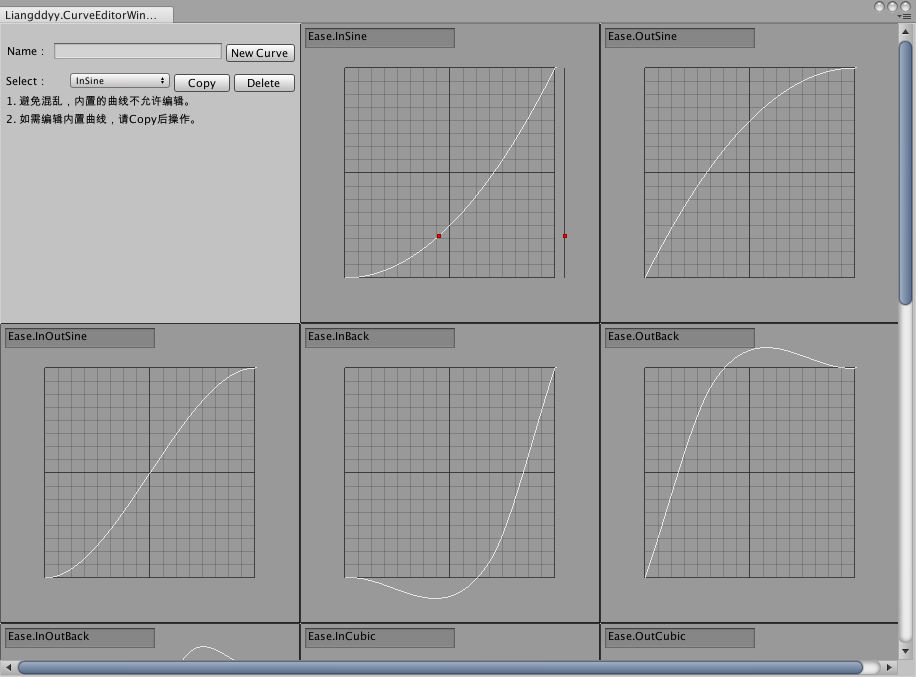 Liangddyy.CurveEditorWin...
Name :
New Curve
Select :
InSine
Copy
Delete
1. 避免混乱，内置的曲线不允许编辑。
2. 如需编辑内置曲线，请Copy后操作。
Ease.InSine
Ease.OutSine
Ease.InOutSine
Ease.InBack
Ease.OutBack
Ease.InOutBack
Ease.InCubic
Ease.OutCubic